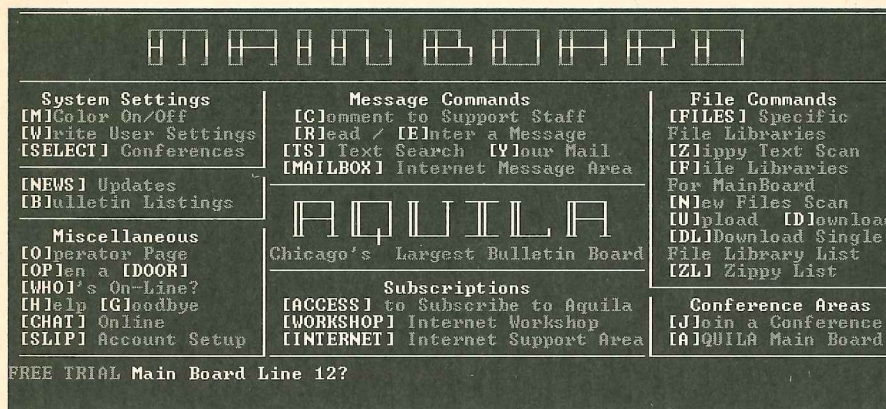 MAIN BOARD
System Settings
[M]Color On/Off
[W]rite User Settings
[SELECT] Conferences
[NEWS] Updates
[B]ulletin Listings
Miscellaneous
[O]perator Page
[OP]en a [DOOR]
[WHO]'s On-Line?
[H]elp [G]oodbye
[CHAT] Online
[SLIP] Account Setup
Message Commands
[C]omment to Support Staff
[R]ead / [E]nter a Message
[TS] Text Search [Y]our Mail
[MAILBOX] Internet Message Area
AQUILA
Chicago's Largest Bulletin Board
Subscriptions
[ACCESS] to Subscribe to Aquila
[WORKSHOP] Internet Workshop
[INTERNET] Internet Support Area
File Commands
[FILES] Specific
File Libraries
[Z]ippy Text Scan
[F]ile Libraries
For MainBoard
[N]ew Files Scan
[U]pload [D]ownload
[DL]Download Single
File Library List
[ZL] Zippy List
Conference Areas
[J]oin a Conference
[A]QUILA Main Board
FREE TRIAL Main Board Line 12?